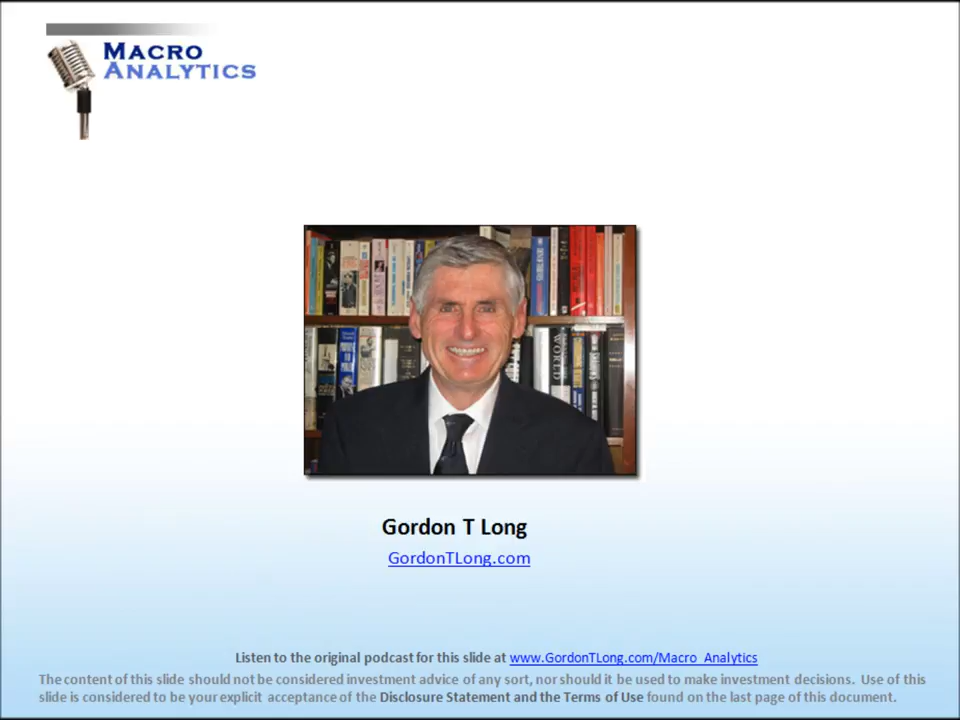 MACRO
ANALYTICS
WORLD
Gordon T Long
GordonTLong.com
Listen to the original podcast for this slide at www.GordonTLong.com/Macro_Analytics
The content of this slide should not be considered investment advice of any sort, nor should it be used to make investment decisions. Use of this
slide is considered to be your explicit acceptance of the Disclosure Statement and the Terms of Use found on the last page of this document.